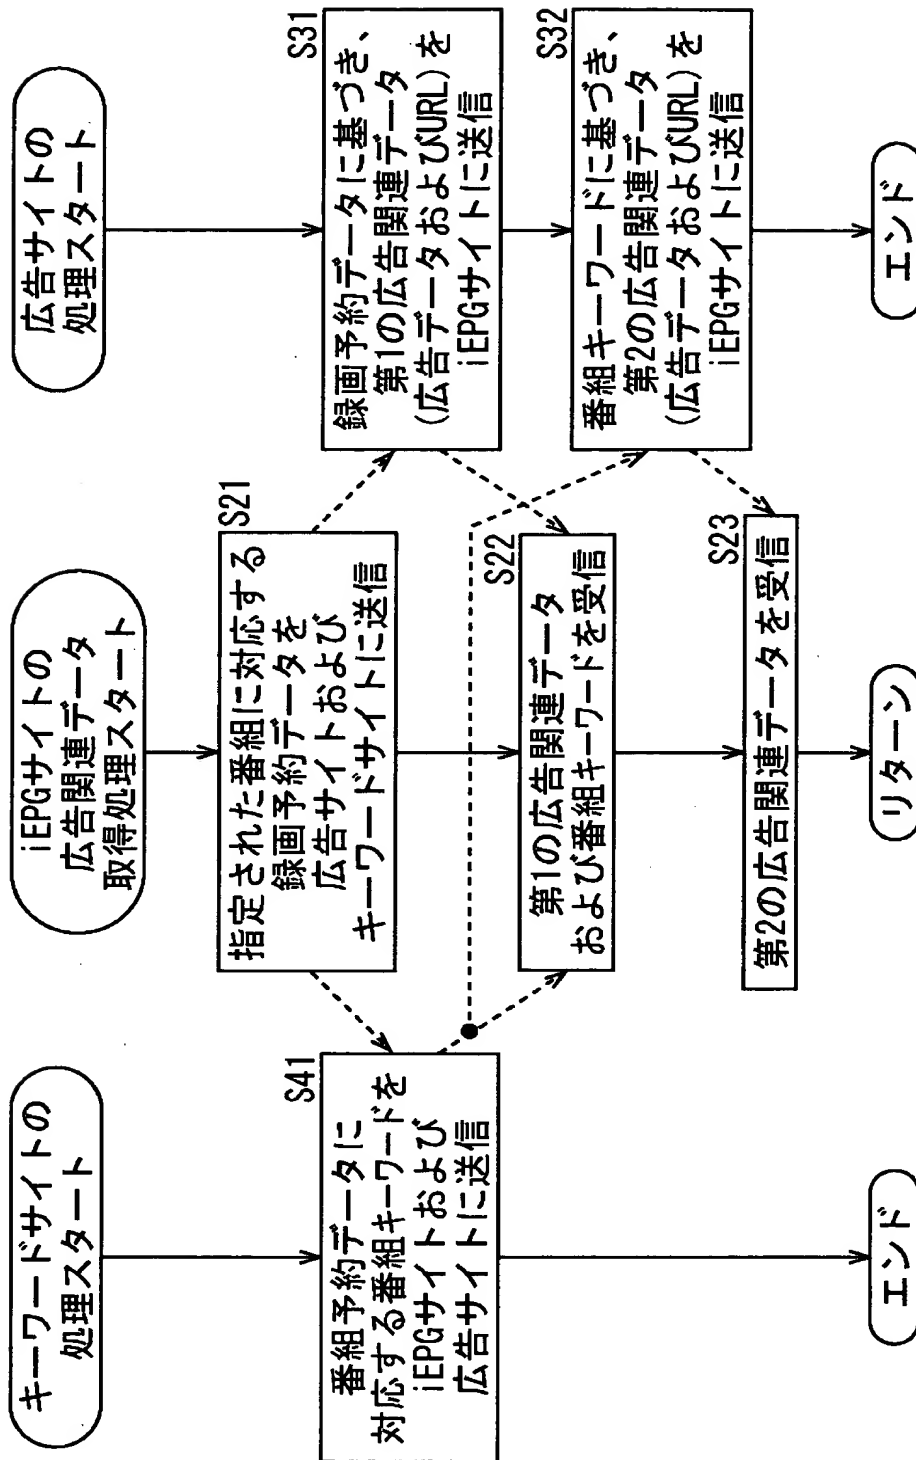 キーワードサイトの
処理スタート
S41
番組予約データに
対応する番組キーワードを
iEPGサイトおよび
広告サイトに送信
エンド
iEPGサイトの
広告関連データ
取得処理スタート
S21
指定された番組に対応する
録画予約データを
広告サイトおよび
キーワードサイトに送信
S22
第1の広告関連データ
および番組キーワードを受信
S23
第2の広告関連データを受信
リターン
広告サイトの
処理スタート
S31
録画予約データに基づき、
第1の広告関連データ
(広告データおよびURL)を
iEPGサイトに送信
S32
番組キーワードに基づき、
第2の広告関連データ
(広告データおよびURL)を
iEPGサイトに送信
エンド